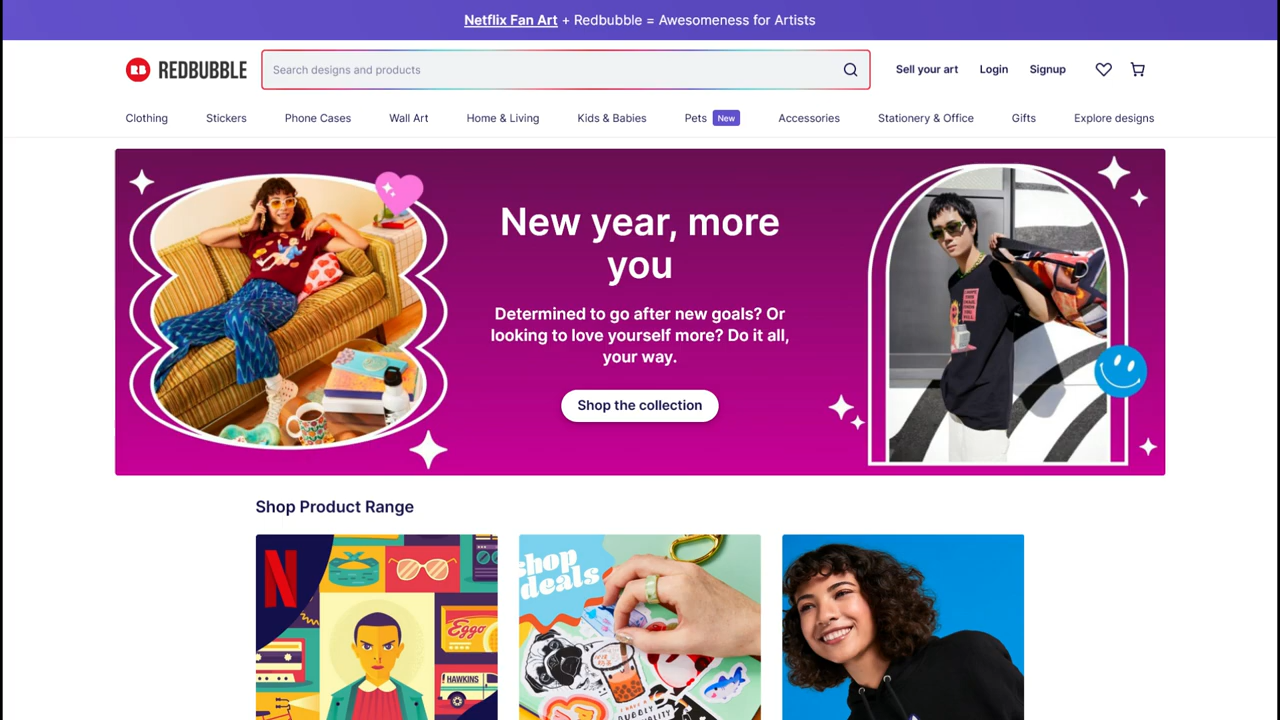 Netflix Fan Art + Redbubble = Awesomeness for Artists
RB REDBUBBLE
Search designs and products
Sell your art
Login
Signup
Clothing
Stickers
Phone Cases
Wall Art
Home & Living
Kids & Babies
Pets New
Accessories
Stationery & Office
Gifts
Explore designs
New year, more
you
Determined to go after new goals? Or
looking to love yourself more? Do it all,
your way.
Shop the collection
Shop Product Range
N
Eggo
HAWKINS
shop
deals